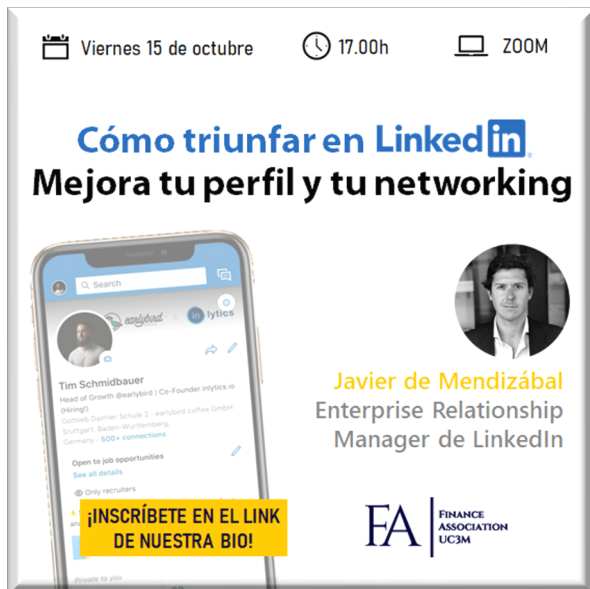 Viernes 15 de octubre
17.00h
ZOOM
Cómo triunfar en Linkedin
Mejora tu perfil y tu networking
Search
earlybird
in lytics
Tim Schmidbauer
Head of Growth @earlybird | Co-Founder inlytics.io
(Hiring!)
Gottlieb Daimler Schule 2 - earlybird coffee GmbH
Stuttgart, Baden-Württemberg,
Germany · 500+ connections
Open to job opportunities
See all details
Only recruiters
Private to you
¡INSCRÍBETE EN EL LINK
DE NUESTRA BIO!
Javier de Mendizábal
Enterprise Relationship
Manager de LinkedIn
FA
FINANCE
ASSOCIATION
UC3M